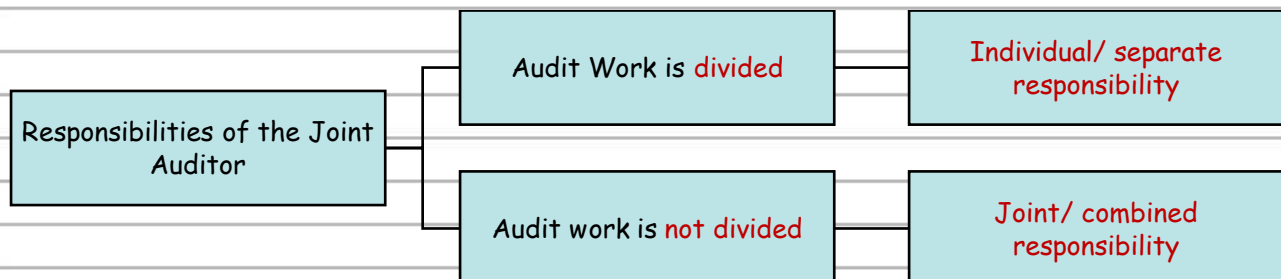 Responsibilities of the Joint
Auditor
Audit Work is divided
Individual/ separate
responsibility
Audit work is not divided
Joint/ combined
responsibility